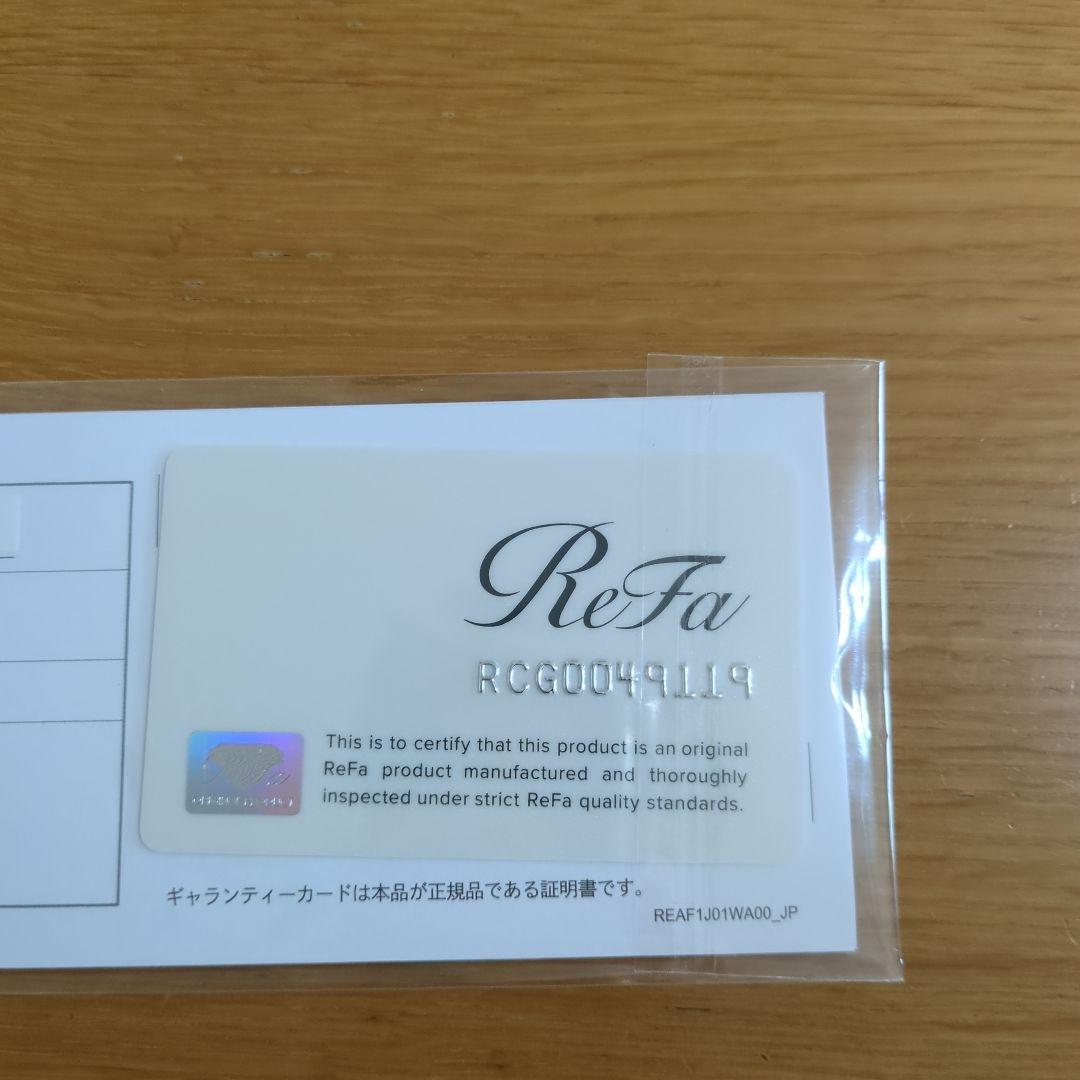 ReFa
RCG0049119
This is to certify that this product is an original
ReFa product manufactured and thoroughly
inspected under strict ReFa quality standards.
ギャランティーカードは本品が正規品である証明書です。
REAF1J01WA00_JP